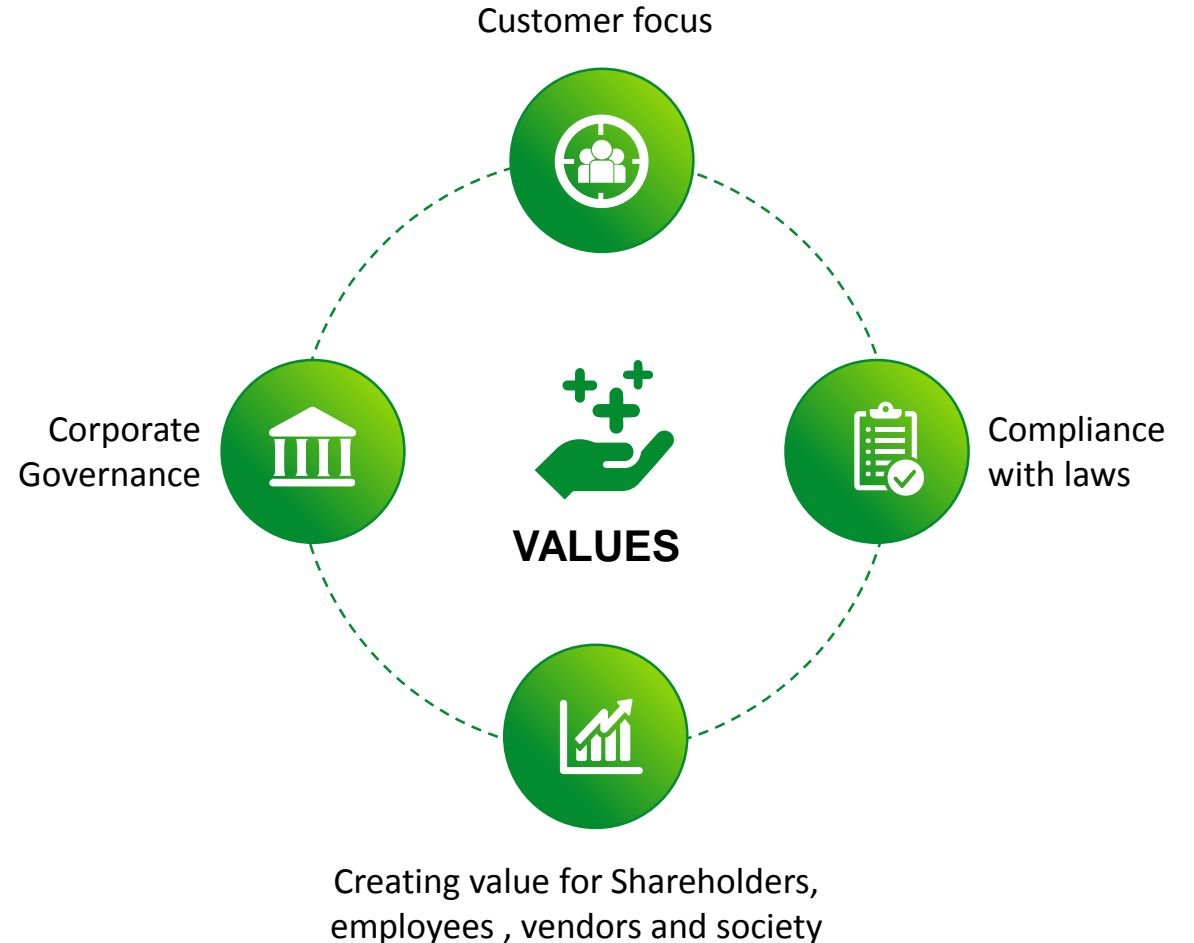 Customer focus
Corporate
Governance
Compliance
with laws
VALUES
Creating value for Shareholders,
employees , vendors and society